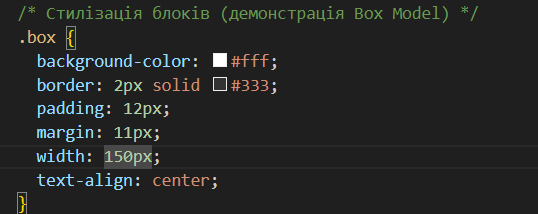 /* Стилізація блоків (демонстрація Box Model) */
.box {
background-color: #fff;
border: 2px solid #333;
padding: 12px;
margin: 11px;
width: 150px;
text-align: center;
}